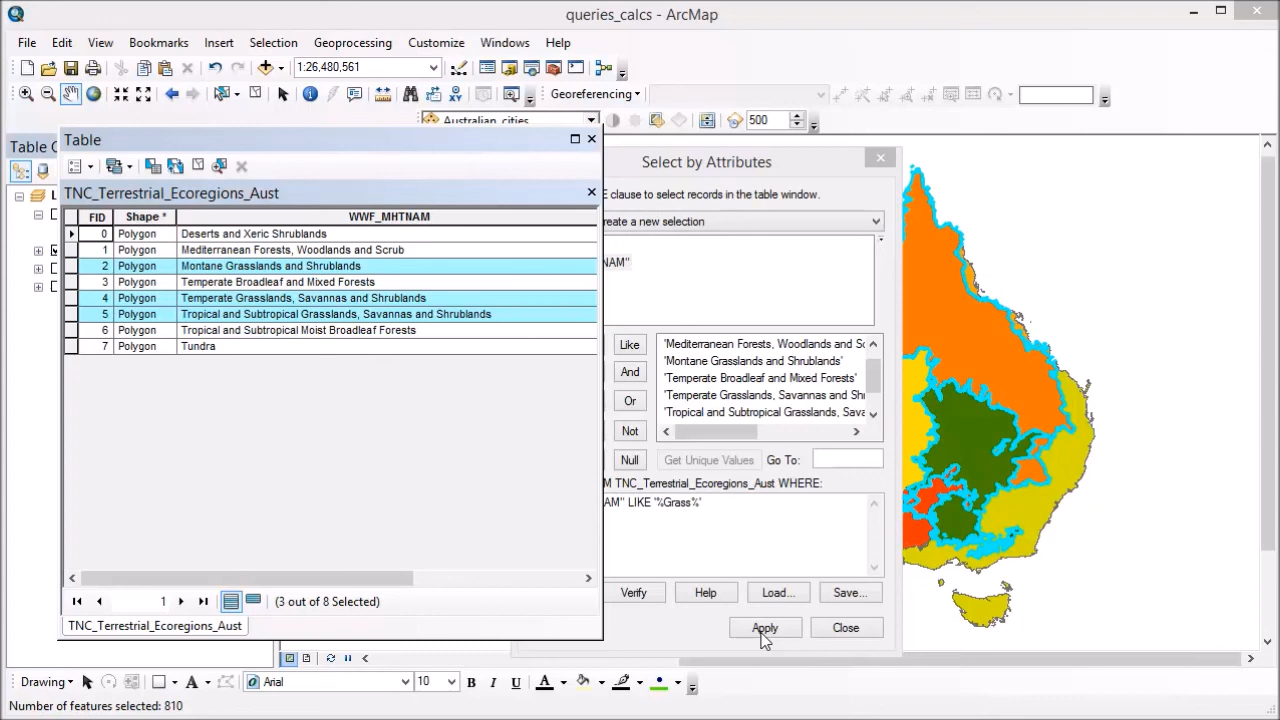 queries_calcs - ArcMap
File Edit View Bookmarks Insert Selection Geoprocessing Customize Windows Help
1:26,480,561
Georeferencing
Australian_cities
500
Table
Table
TNC_Terrestrial_Ecoregions_Aust
FID Shape * WWF_MHTNAM
0 Polygon Deserts and Xeric Shrublands
1 Polygon Mediterranean Forests, Woodlands and Scrub
2 Polygon Montane Grasslands and Shrublands
3 Polygon Temperate Broadleaf and Mixed Forests
4 Polygon Temperate Grasslands, Savannas and Shrublands
5 Polygon Tropical and Subtropical Grasslands, Savannas and Shrublands
6 Polygon Tropical and Subtropical Moist Broadleaf Forests
7 Polygon Tundra
1 (3 out of 8 Selected)
TNC_Terrestrial_Ecoregions_Aust
Select by Attributes
E clause to select records in the table window.
reate a new selection
NAM"
Like
And
Or
Not
Null
'Mediterranean Forests, Woodlands and Sc
'Montane Grasslands and Shrublands'
'Temperate Broadleaf and Mixed Forests'
'Temperate Grasslands, Savannas and Shr
'Tropical and Subtropical Grasslands, Sava
Get Unique Values Go To:
M TNC_Terrestrial_Ecoregions_Aust WHERE:
AM" LIKE '%Grass%'
Verify Help Load... Save...
Apply Close
Drawing Arial 10 B I U A
Number of features selected: 810